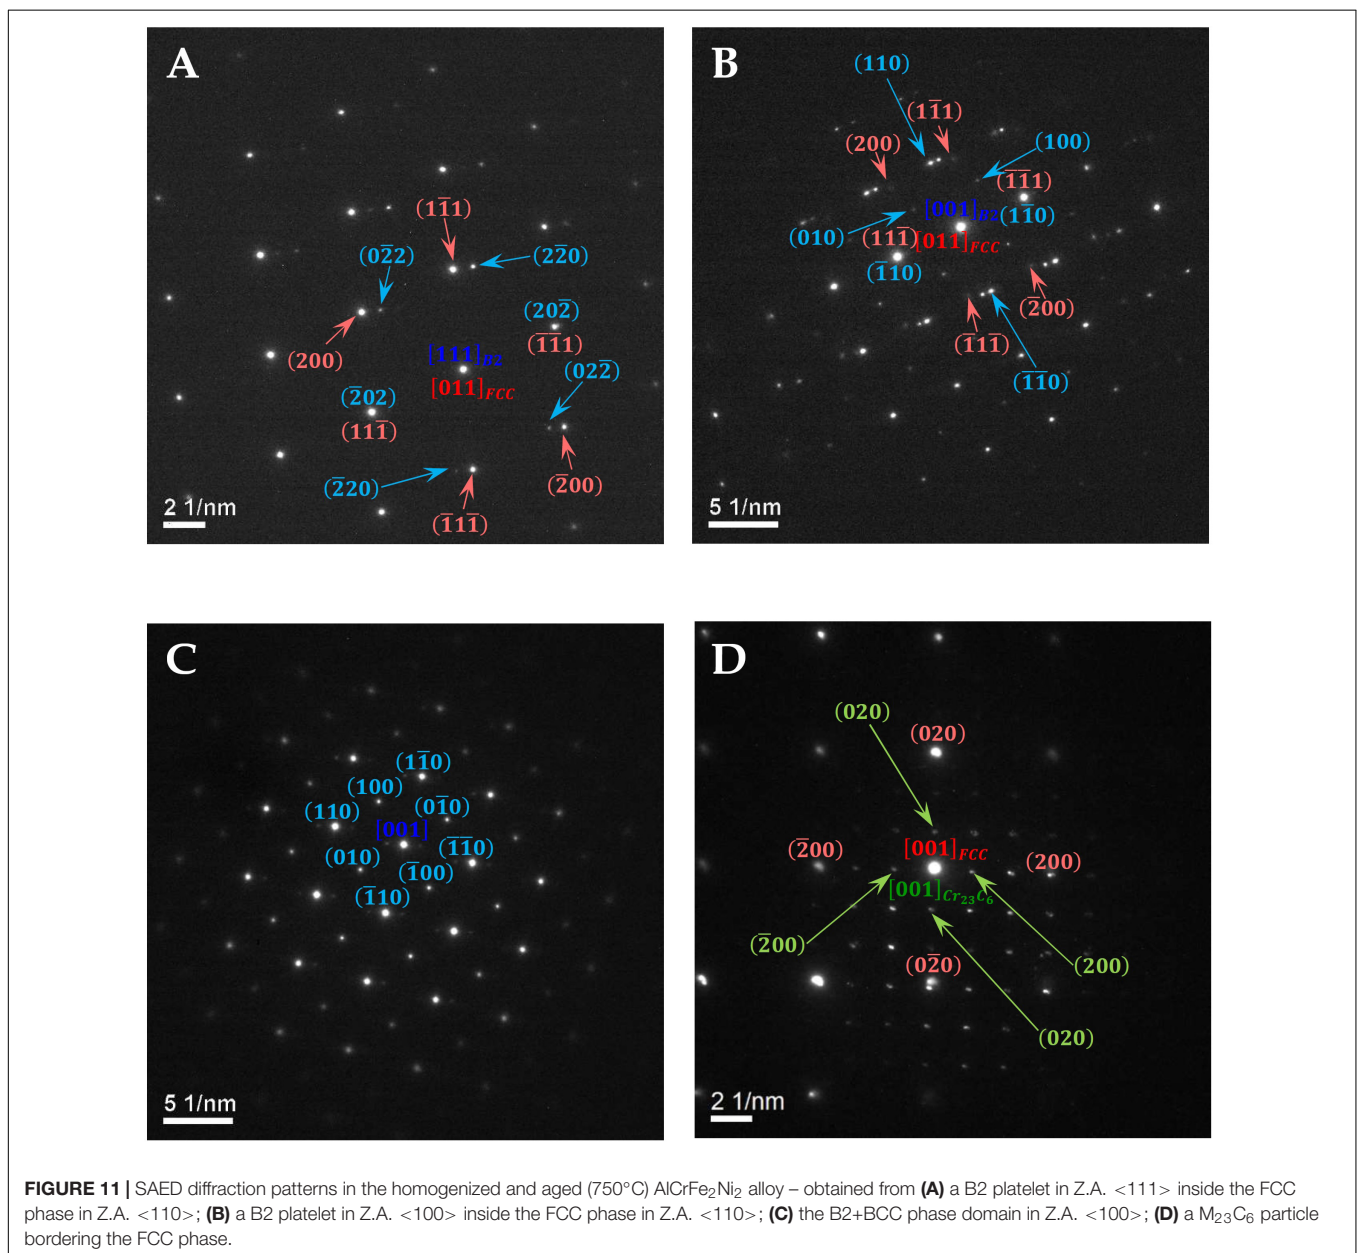 A
(11̅1)
(02̅2)
(22̅0)
(202̅)
(1̅1̅1)
(200)
[111]B2
[011]FCC
(022̅)
(2̅02)
(111̅)
(2̅20)
(2̅00)
(1̅11̅)
2 1/nm
B
(110)
(11̅1)
(200)
(100)
(1̅1̅1)
[001]B2
(11̅0)
(010)
(111̅)
[011]FCC
(1̅10)
(2̅00)
(1̅11̅)
(1̅1̅0)
5 1/nm
C
(11̅0)
(100)
(110)
(01̅0)
[001]
(1̅1̅0)
(010)
(1̅00)
(1̅10)
5 1/nm
D
(020)
(020)
(2̅00)
[001]FCC
(200)
[001]Cr23C6
(2̅00)
(02̅0)
(200)
(020)
2 1/nm
FIGURE 11 | SAED diffraction patterns in the homogenized and aged (750°C) AlCrFe2Ni2 alloy – obtained from (A) a B2 platelet in Z.A. <111> inside the FCC
phase in Z.A. <110>; (B) a B2 platelet in Z.A. <100> inside the FCC phase in Z.A. <110>; (C) the B2+BCC phase domain in Z.A. <100>; (D) a M23C6 particle
bordering the FCC phase.